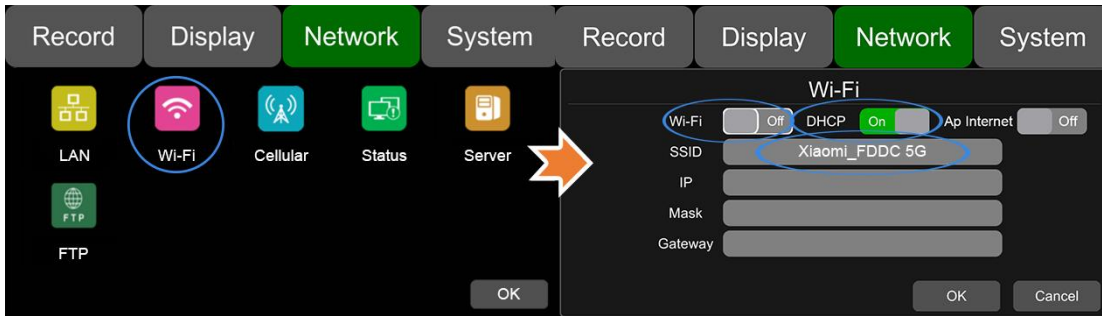 Record Display Network System
LAN Wi-Fi Cellular Status Server
FTP
FTP
OK
Record Display Network System
Wi-Fi
Wi-Fi Off DHCP On Ap Internet Off
SSID Xiaomi_FDDC 5G
IP
Mask
Gateway
OK Cancel